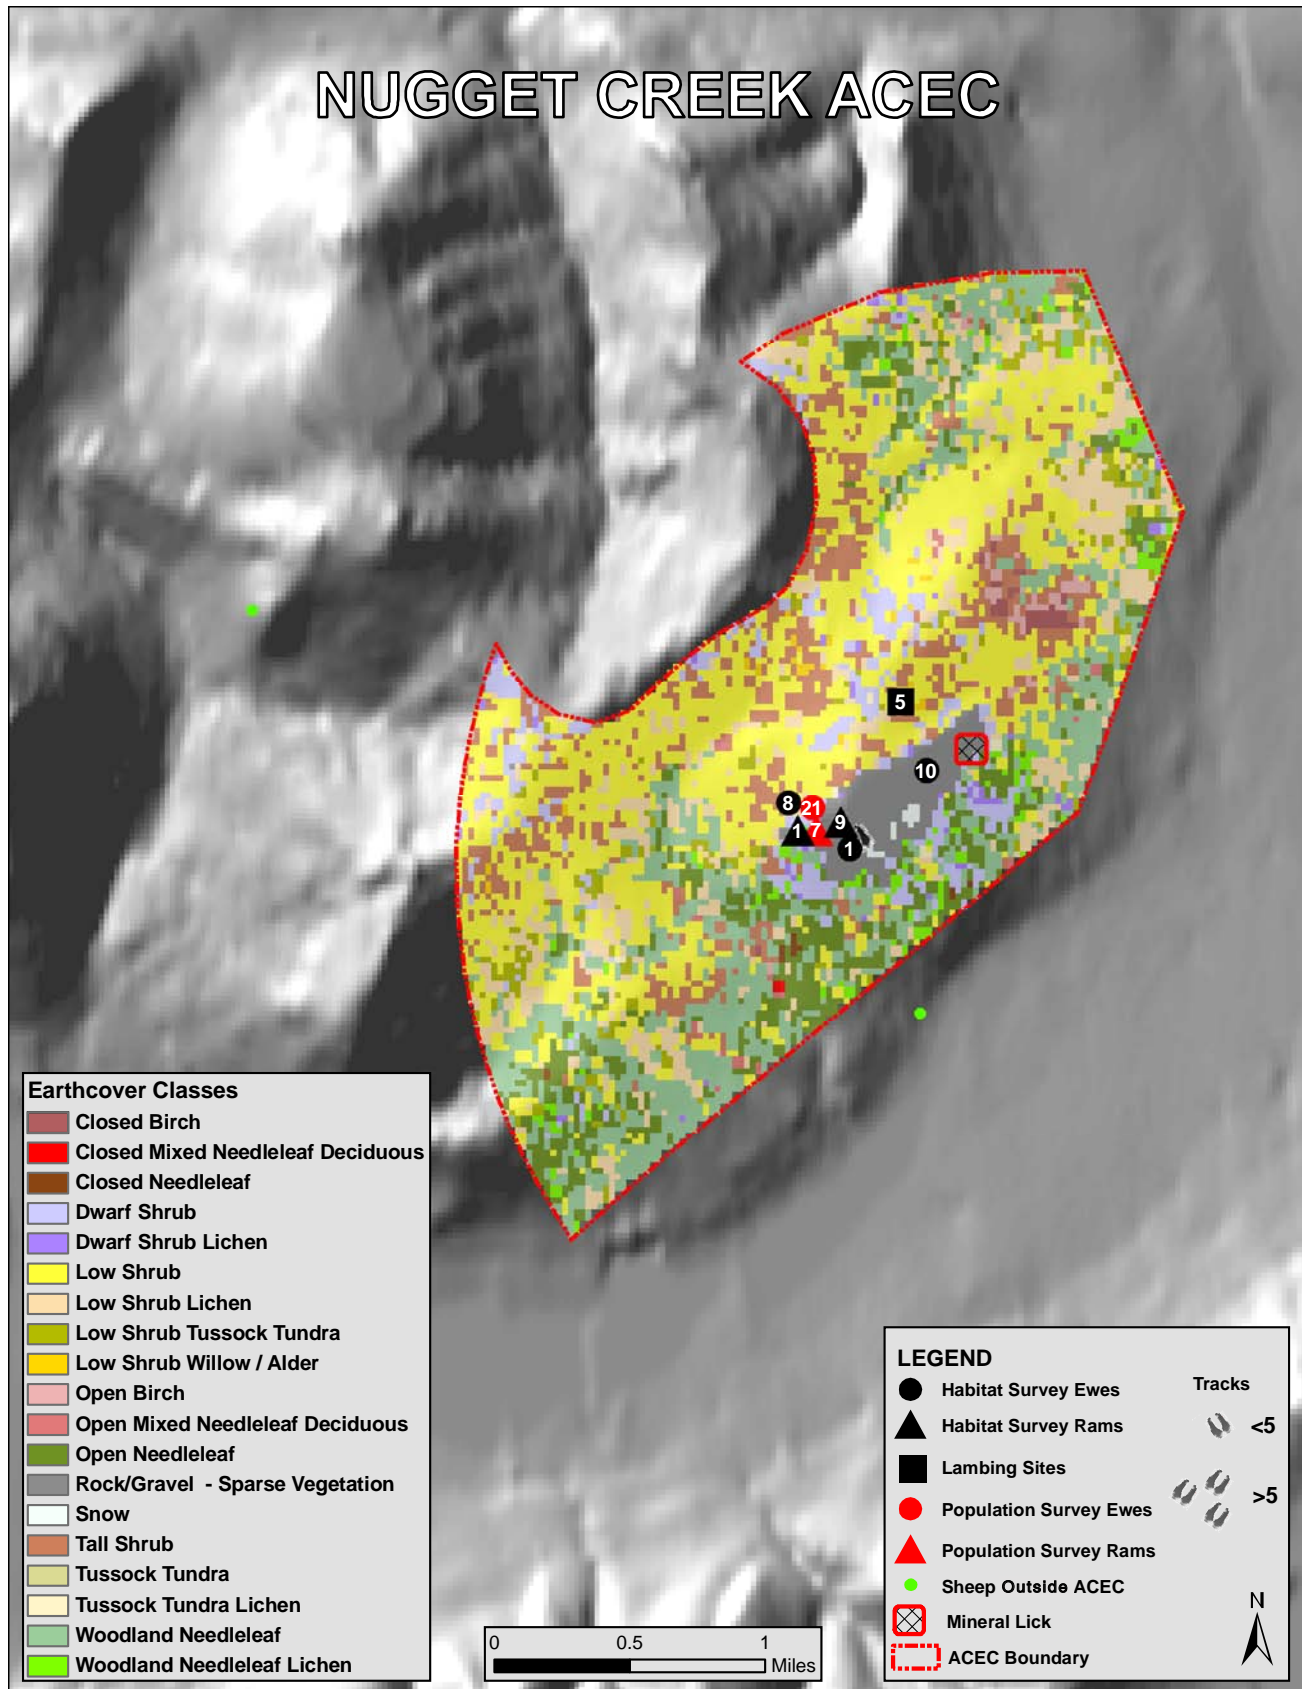 NUGGET CREEK ACEC
5
10
8
21
1
7
9
1
Earthcover Classes
Closed Birch
Closed Mixed Needleleaf Deciduous
Closed Needleleaf
Dwarf Shrub
Dwarf Shrub Lichen
Low Shrub
Low Shrub Lichen
Low Shrub Tussock Tundra
Low Shrub Willow / Alder
Open Birch
Open Mixed Needleleaf Deciduous
Open Needleleaf
Rock/Gravel - Sparse Vegetation
Snow
Tall Shrub
Tussock Tundra
Tussock Tundra Lichen
Woodland Needleleaf
Woodland Needleleaf Lichen
0 0.5 1
Miles
LEGEND
Habitat Survey Ewes
Habitat Survey Rams
Lambing Sites
Population Survey Ewes
Population Survey Rams
Sheep Outside ACEC
Mineral Lick
ACEC Boundary
Tracks
<5
>5
N